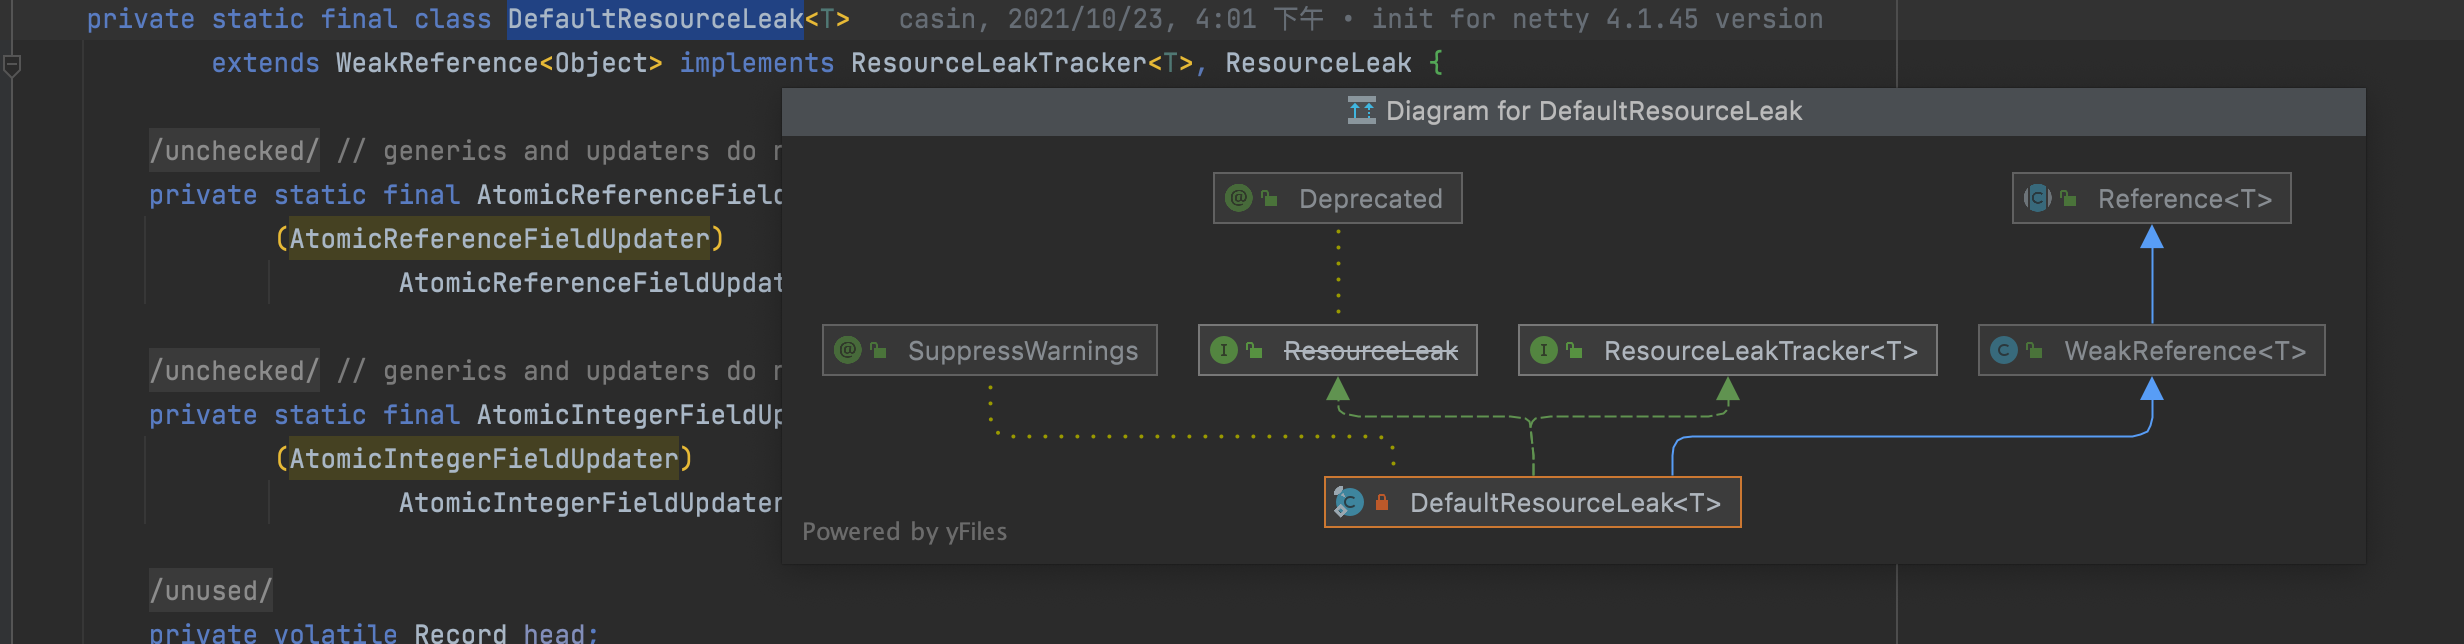 private static final class DefaultResourceLeak<T> casin, 2021/10/23, 4:01 下午 • init for netty 4.1.45 version
extends WeakReference<Object> implements ResourceLeakTracker<T>, ResourceLeak {
/unchecked/ // generics and updaters do n
private static final AtomicReferenceField
(AtomicReferenceFieldUpdater)
AtomicReferenceFieldUpdat
/unchecked/ // generics and updaters do n
private static final AtomicIntegerFieldUp
(AtomicIntegerFieldUpdater)
AtomicIntegerFieldUpdater
/unused/
private volatile Record head;
Diagram for DefaultResourceLeak
Deprecated
Reference<T>
SuppressWarnings
ResourceLeak
ResourceLeakTracker<T>
WeakReference<T>
DefaultResourceLeak<T>
Powered by yFiles